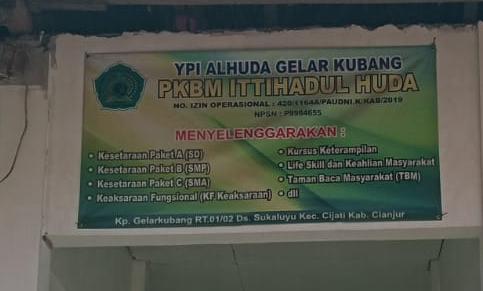 YPI ALHUDA GELAR KUBANG
PKBM ITTIHADUL HUDA
NO. IZIN OPERASIONAL : 420/1164A/PAUDNI.K/KAB/2019
NPSN : P9994655
MENYELENGGARAKAN :
• Kesetaraan Paket A (SD)
• Kesetaraan Paket B (SMP)
• Kesetaraan Paket C (SMA)
• Keaksaraan Fungsional (KF Keaksaraan)
• Kursus Keterampilan
• Life Skill dan Keahlian Masyarakat
• Taman Baca Masyarakat (TBM)
• dll
Kp. Gelarkubang RT.01/02 Ds. Sukaluyu Kec. Cijati Kab. Cianjur